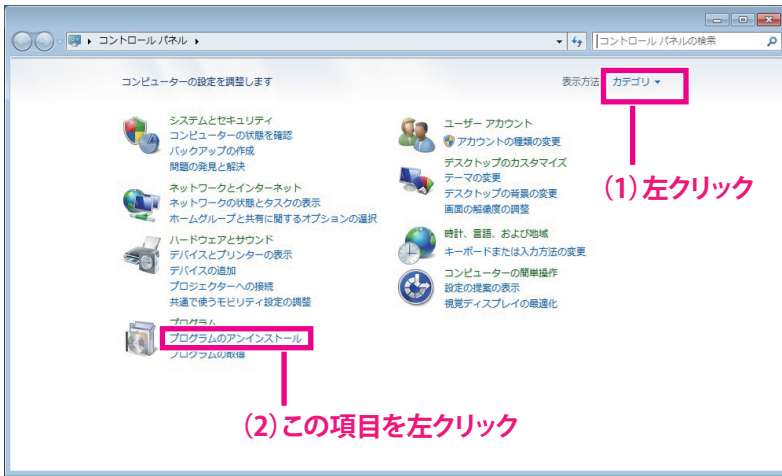 コントロール パネル
コントロール パネルの検索
コンピューターの設定を調整します
表示方法: カテゴリ
システムとセキュリティ
コンピューターの状態を確認
バックアップの作成
問題の発見と解決
ネットワークとインターネット
ネットワークの状態とタスクの表示
ホームグループと共有に関するオプションの選択
ハードウェアとサウンド
デバイスとプリンターの表示
デバイスの追加
プロジェクターへの接続
共通で使うモビリティ設定の調整
プログラム
プログラムのアンインストール
プログラムの取得
ユーザー アカウント
アカウントの種類の変更
デスクトップのカスタマイズ
テーマの変更
デスクトップの背景の変更
画面の解像度の調整
時計、言語、および地域
キーボードまたは入力方法の変更
コンピューターの簡単操作
設定の提案の表示
視覚ディスプレイの最適化
(1)左クリック
(2)この項目を左クリック